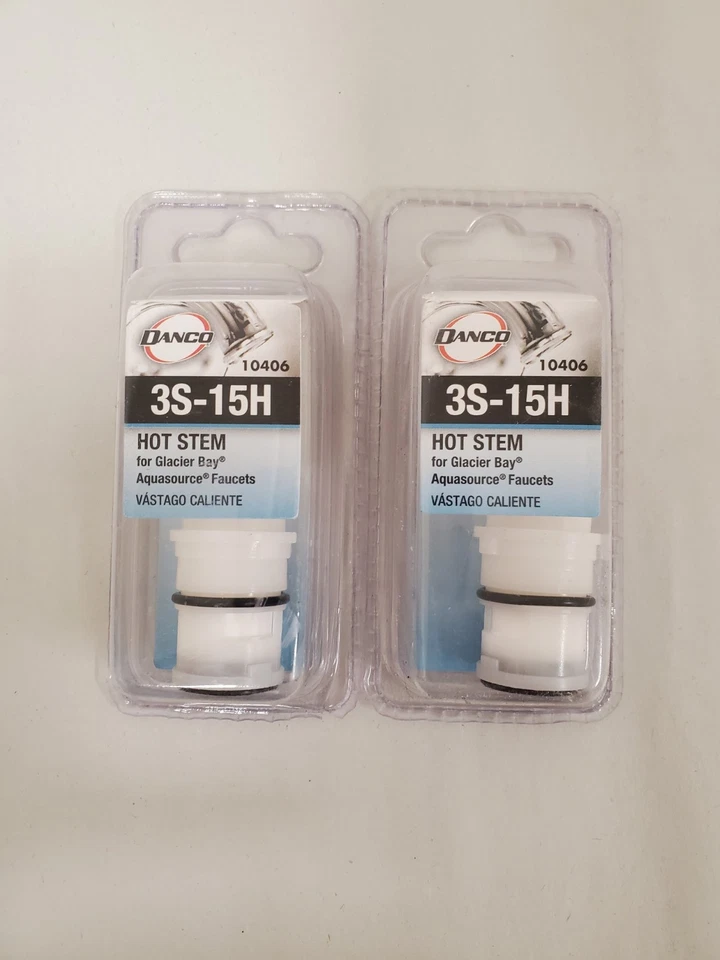 DANCO
10406
3S-15H
HOT STEM
for Glacier Bay®
Aquasource® Faucets
VÁSTAGO CALIENTE
DANCO
10406
3S-15H
HOT STEM
for Glacier Bay®
Aquasource® Faucets
VÁSTAGO CALIENTE